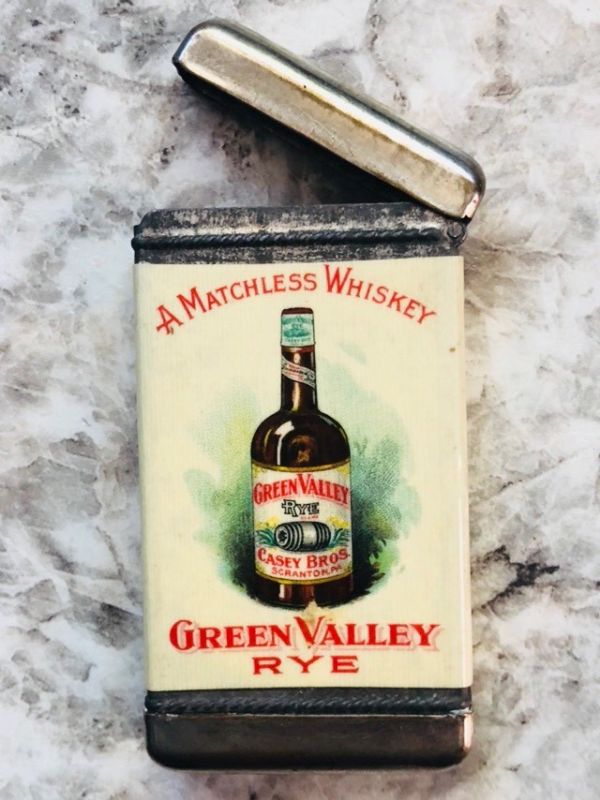 A MATCHLESS WHISKEY
GREEN VALLEY
RYE
CASEY BROS.
SCRANTON, PA.
GREEN VALLEY
RYE